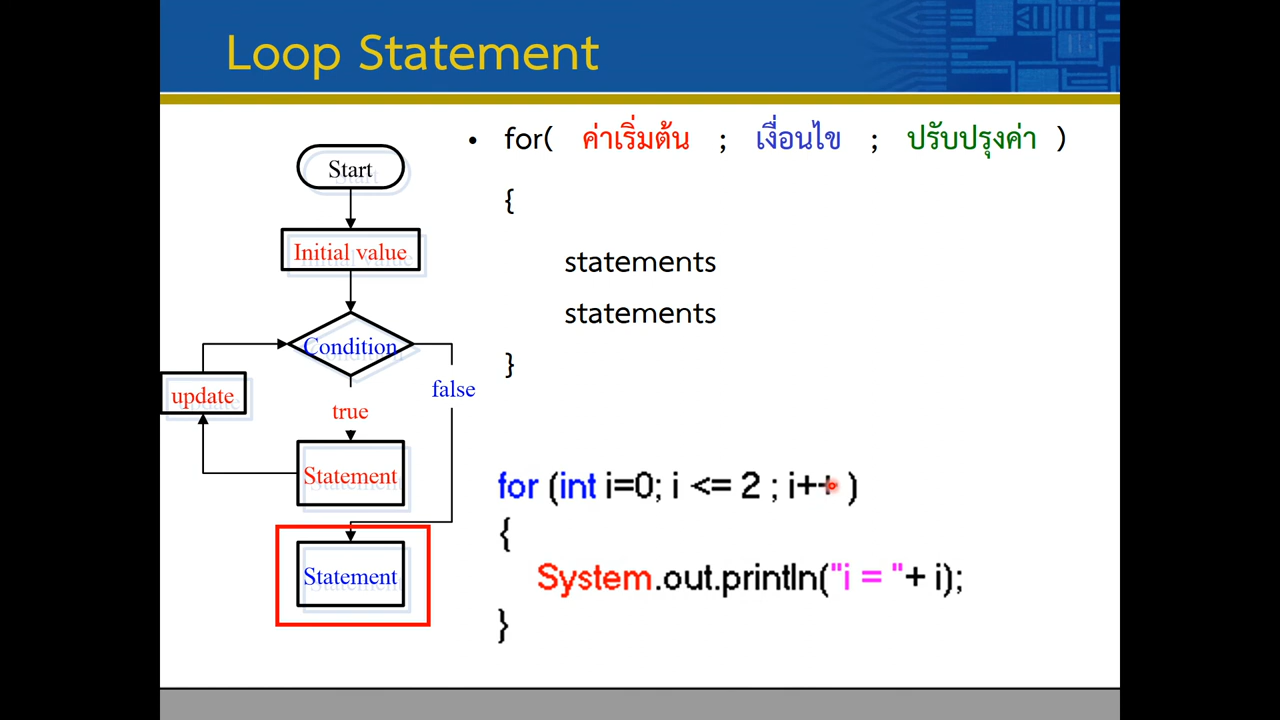 Loop Statement
• for( ค่าเริ่มต้น ; เงื่อนไข ; ปรับปรุงค่า )
{
statements
statements
}
Start
Initial value
Condition
update
false
true
Statement
Statement
for (int i=0; i <= 2 ; i++ )
{
System.out.println("i = "+ i);
}